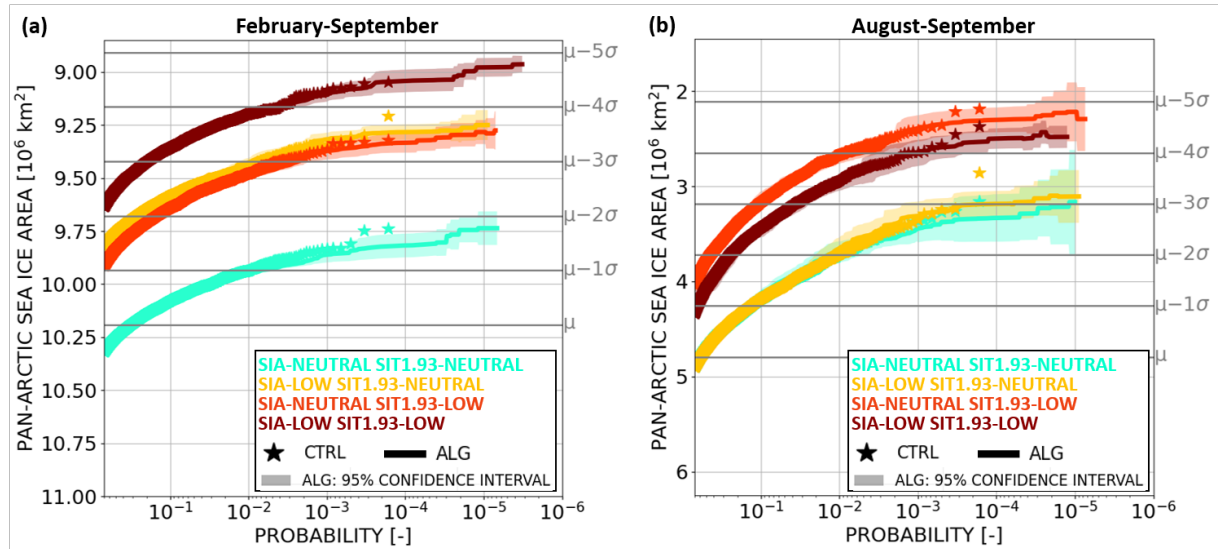 (a)
February-September
PAN-ARCTIC SEA ICE AREA [10⁶ km²]
9.00
9.25
9.50
9.75
10.00
10.25
10.50
10.75
11.00
μ−5σ
μ−4σ
μ−3σ
μ−2σ
μ−1σ
μ
SIA-NEUTRAL SIT1.93-NEUTRAL
SIA-LOW SIT1.93-NEUTRAL
SIA-NEUTRAL SIT1.93-LOW
SIA-LOW SIT1.93-LOW
★ CTRL ALG
ALG: 95% CONFIDENCE INTERVAL
10⁻¹ 10⁻² 10⁻³ 10⁻⁴ 10⁻⁵ 10⁻⁶
PROBABILITY [-]
(b)
August-September
PAN-ARCTIC SEA ICE AREA [10⁶ km²]
2
3
4
5
6
μ−5σ
μ−4σ
μ−3σ
μ−2σ
μ−1σ
μ
SIA-NEUTRAL SIT1.93-NEUTRAL
SIA-LOW SIT1.93-NEUTRAL
SIA-NEUTRAL SIT1.93-LOW
SIA-LOW SIT1.93-LOW
★ CTRL ALG
ALG: 95% CONFIDENCE INTERVAL
10⁻¹ 10⁻² 10⁻³ 10⁻⁴ 10⁻⁵ 10⁻⁶
PROBABILITY [-]